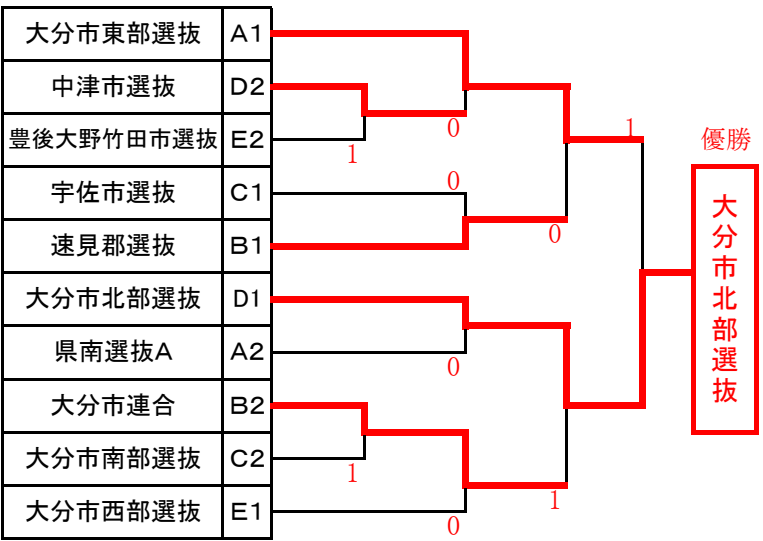 大分市東部選抜 A1
中津市選抜 D2
豊後大野竹田市選抜 E2
宇佐市選抜 C1
速見郡選抜 B1
大分市北部選抜 D1
県南選抜A A2
大分市連合 B2
大分市南部選抜 C2
大分市西部選抜 E1
0
1
0
0
0
1
0
1
1
優勝
大分市北部選抜